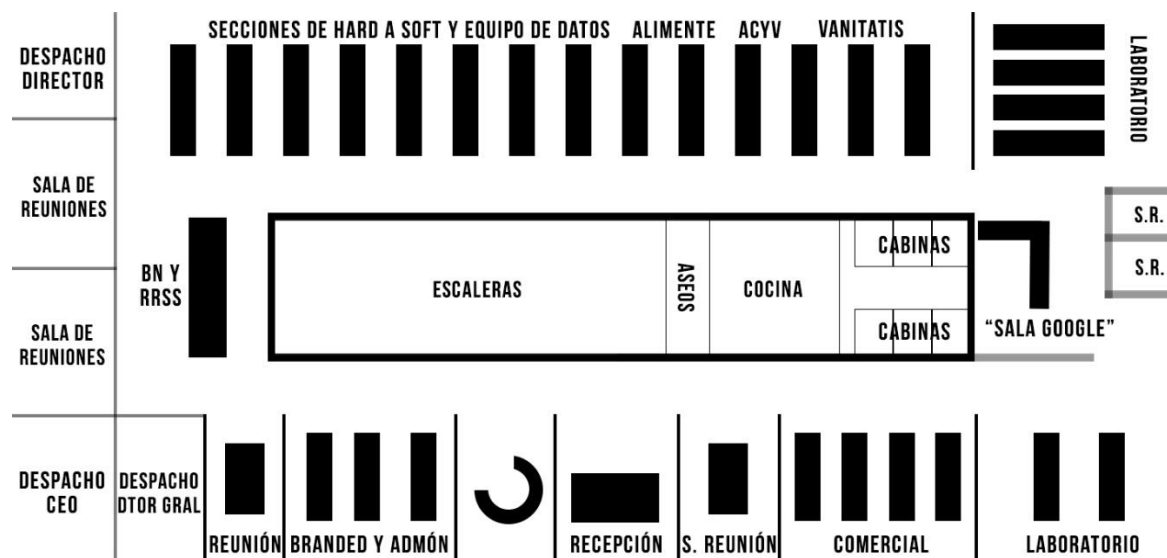 SECCIONES DE HARD A SOFT Y EQUIPO DE DATOS
ALIMENTE
ACYV
VANITATIS
LABORATORIO
DESPACHO
DIRECTOR
SALA DE
REUNIONES
SALA DE
REUNIONES
BN Y
RRSS
ESCALERAS
ASEOS
COCINA
CABINAS
CABINAS
“SALA GOOGLE”
S.R.
S.R.
DESPACHO
CEO
DESPACHO
DTOR GRAL
REUNIÓN
BRANDED Y ADMÓN
RECEPCIÓN
S. REUNIÓN
COMERCIAL
LABORATORIO